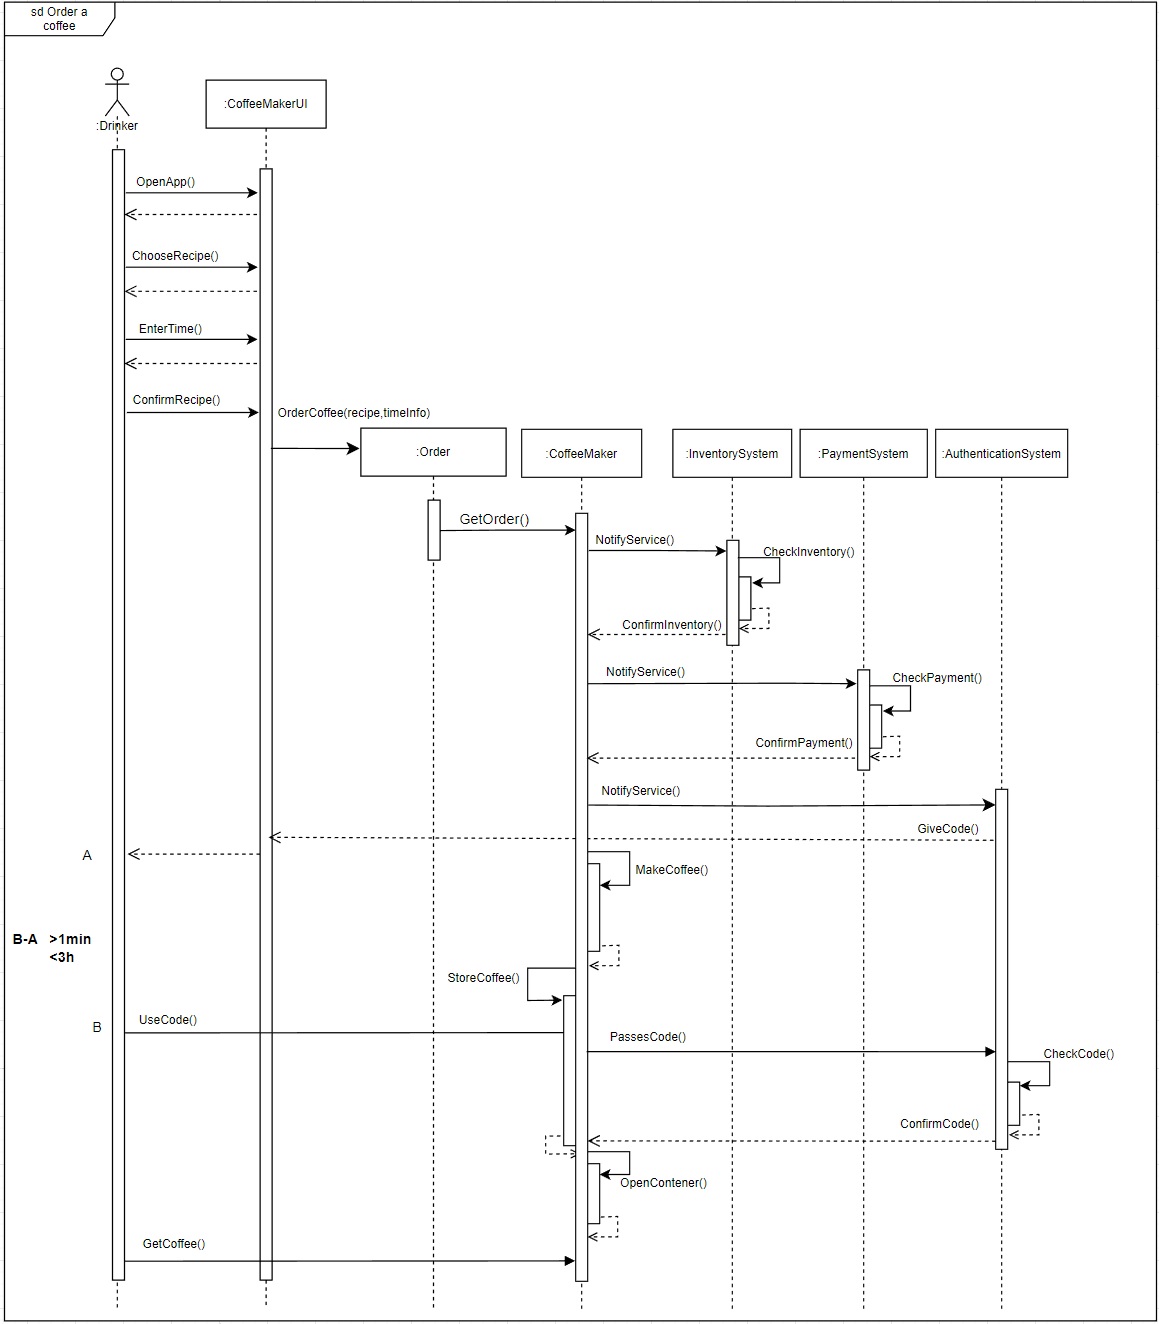 sd Order a
coffee
:Drinker
:CoffeeMakerUI
OpenApp()
ChooseRecipe()
EnterTime()
ConfirmRecipe()
OrderCoffee(recipe,timeInfo)
:Order
:CoffeeMaker
:InventorySystem
:PaymentSystem
:AuthenticationSystem
GetOrder()
NotifyService()
CheckInventory()
ConfirmInventory()
NotifyService()
CheckPayment()
ConfirmPayment()
NotifyService()
GiveCode()
A
MakeCoffee()
B-A >1min
<3h
StoreCoffee()
UseCode()
B
PassesCode()
CheckCode()
ConfirmCode()
OpenContener()
GetCoffee()